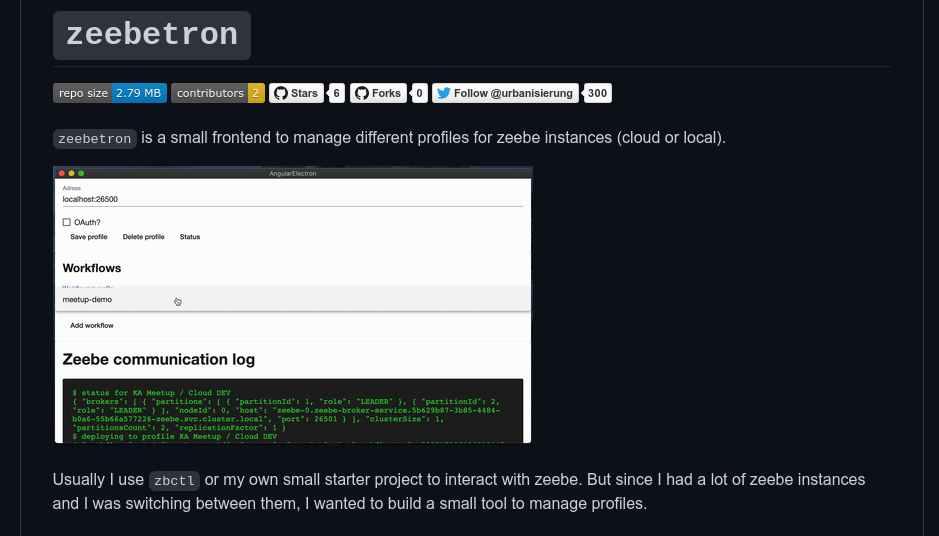 zeebetron
repo size 2.79 MB contributors 2 Stars 6 Forks 0 Follow @urbanisierung 300
zeebetron is a small frontend to manage different profiles for zeebe instances (cloud or local).
AngularElectron
Adress
localhost:26500
OAuth?
Save profile Delete profile Status
Workflows
meetup-demo
Add workflow
Zeebe communication log
$ status for KA Meetup / Cloud DEV
{ "brokers": [ { "partitions": [ { "partitionId": 1, "role": "LEADER" }, { "partitionId": 2,
"role": "LEADER" } ], "nodeId": 0, "host": "zeebe-0.zeebe-broker-service.5b629b87-3b05-4484-
b0a6-55b66a577226-zeebe.svc.cluster.local", "port": 26501 } ], "clusterSize": 1,
"partitionsCount": 2, "replicationFactor": 1 }
$ deploying to profile KA Meetup / Cloud DEV
Usually I use zbctl or my own small starter project to interact with zeebe. But since I had a lot of zeebe instances
and I was switching between them, I wanted to build a small tool to manage profiles.